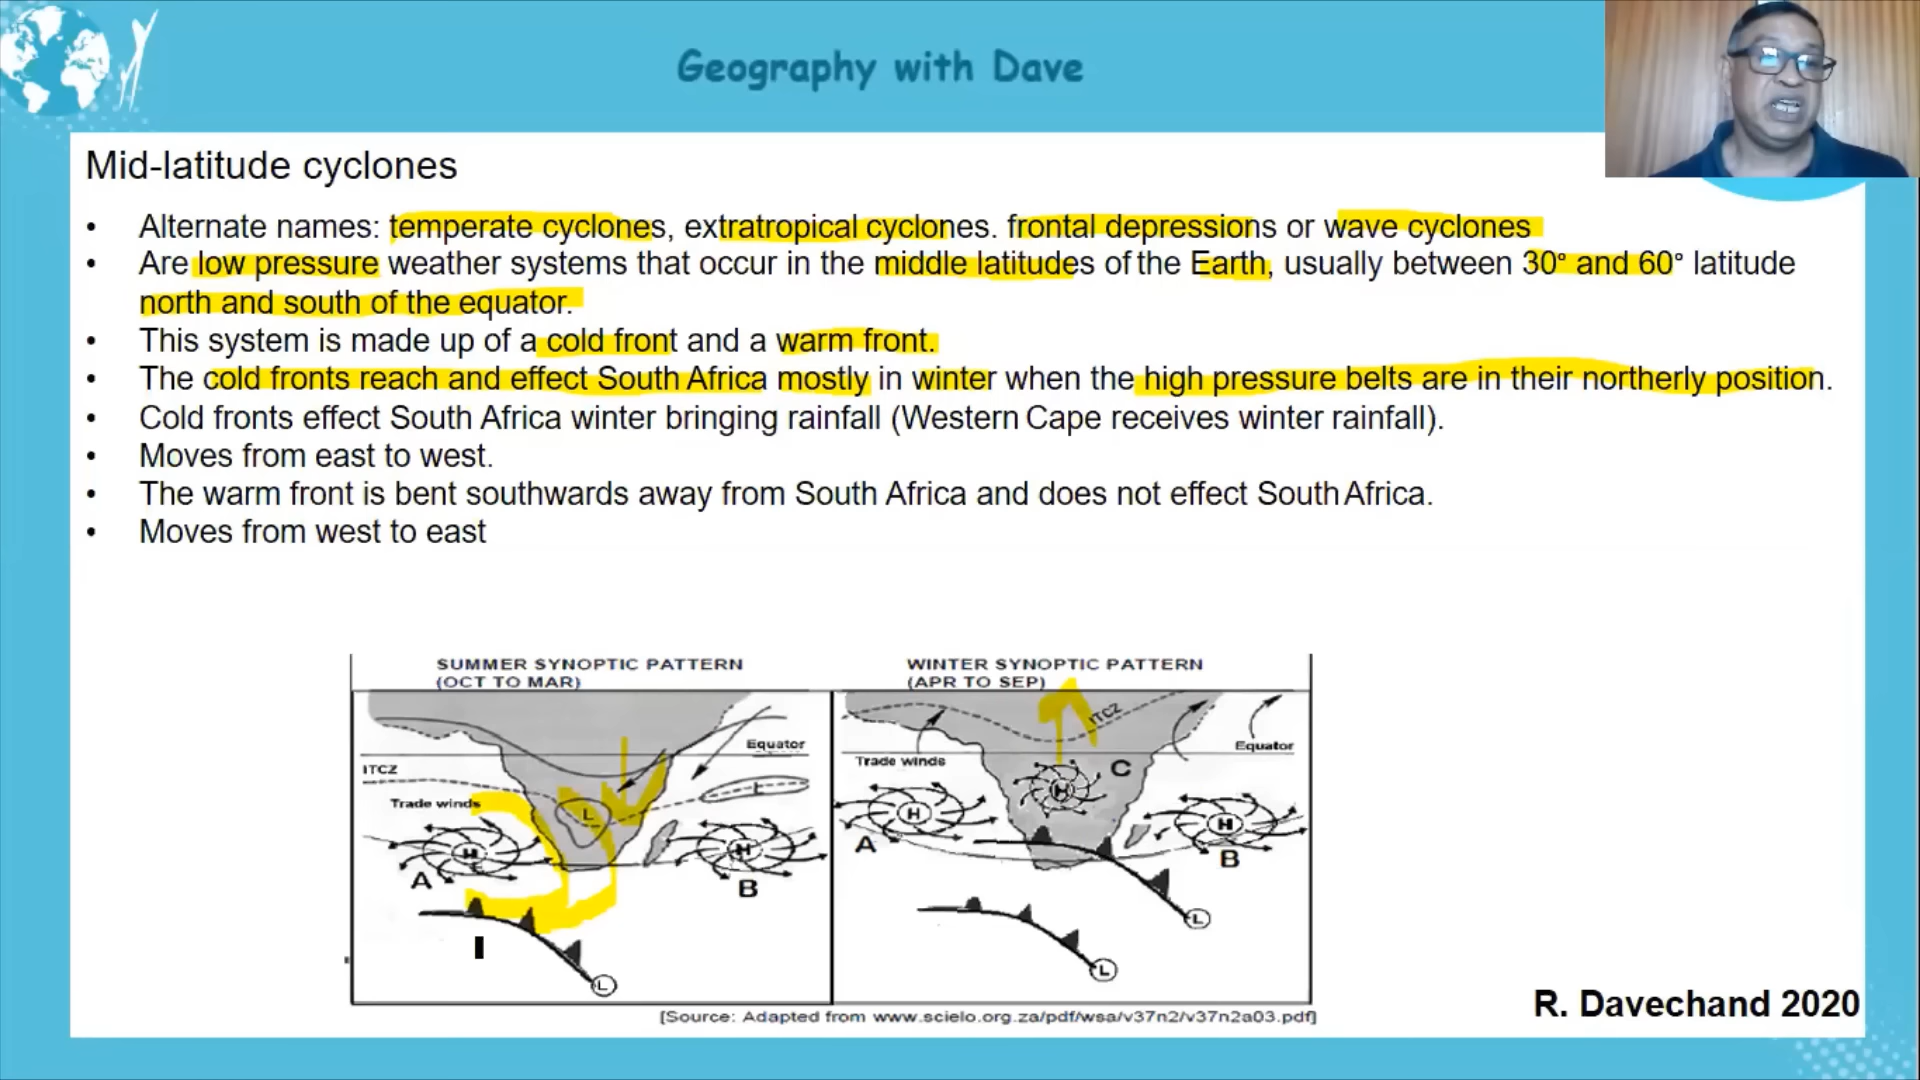 Geography with Dave
Mid-latitude cyclones
• Alternate names: temperate cyclones, extratropical cyclones. frontal depressions or wave cyclones
• Are low pressure weather systems that occur in the middle latitudes of the Earth, usually between 30° and 60° latitude
north and south of the equator.
• This system is made up of a cold front and a warm front.
• The cold fronts reach and effect South Africa mostly in winter when the high pressure belts are in their northerly position.
• Cold fronts effect South Africa winter bringing rainfall (Western Cape receives winter rainfall).
• Moves from east to west.
• The warm front is bent southwards away from South Africa and does not effect South Africa.
• Moves from west to east
SUMMER SYNOPTIC PATTERN
(OCT TO MAR)
Equator
ITCZ
Trade winds
L
L
H
H
A
B
L
WINTER SYNOPTIC PATTERN
(APR TO SEP)
ITCZ
Equator
Trade winds
C
H
H
H
A
B
L
L
[Source: Adapted from www.scielo.org.za/pdf/wsa/v37n2/v37n2a03.pdf]
R. Davechand 2020